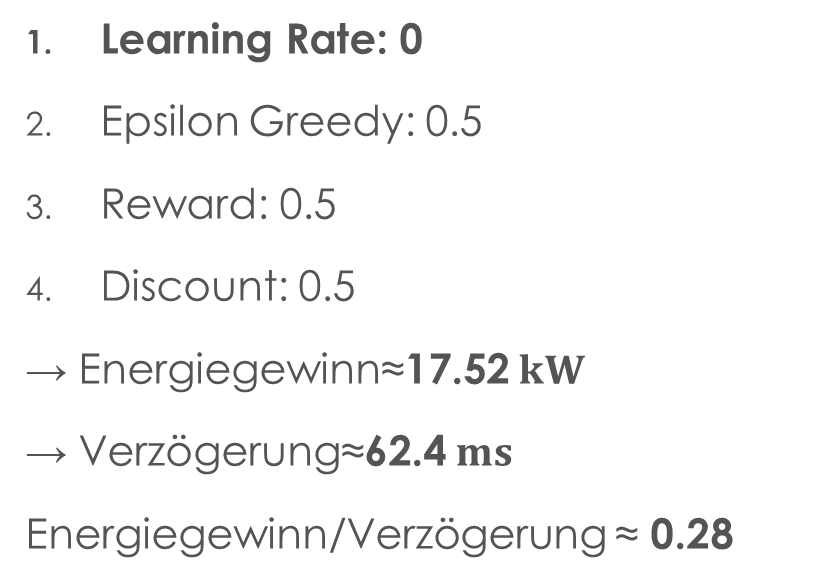 1. Learning Rate: 0
2. Epsilon Greedy: 0.5
3. Reward: 0.5
4. Discount: 0.5
→ Energiegewinn≈17.52 kW
→ Verzögerung≈62.4 ms
Energiegewinn/Verzögerung ≈ 0.28